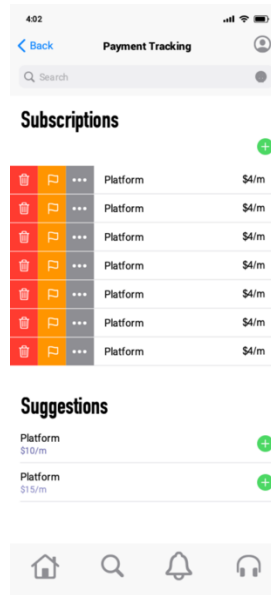 4:02
Back Payment Tracking
Search
Subscriptions
Platform $4/m
Platform $4/m
Platform $4/m
Platform $4/m
Platform $4/m
Platform $4/m
Platform $4/m
Suggestions
Platform
$10/m
Platform
$15/m